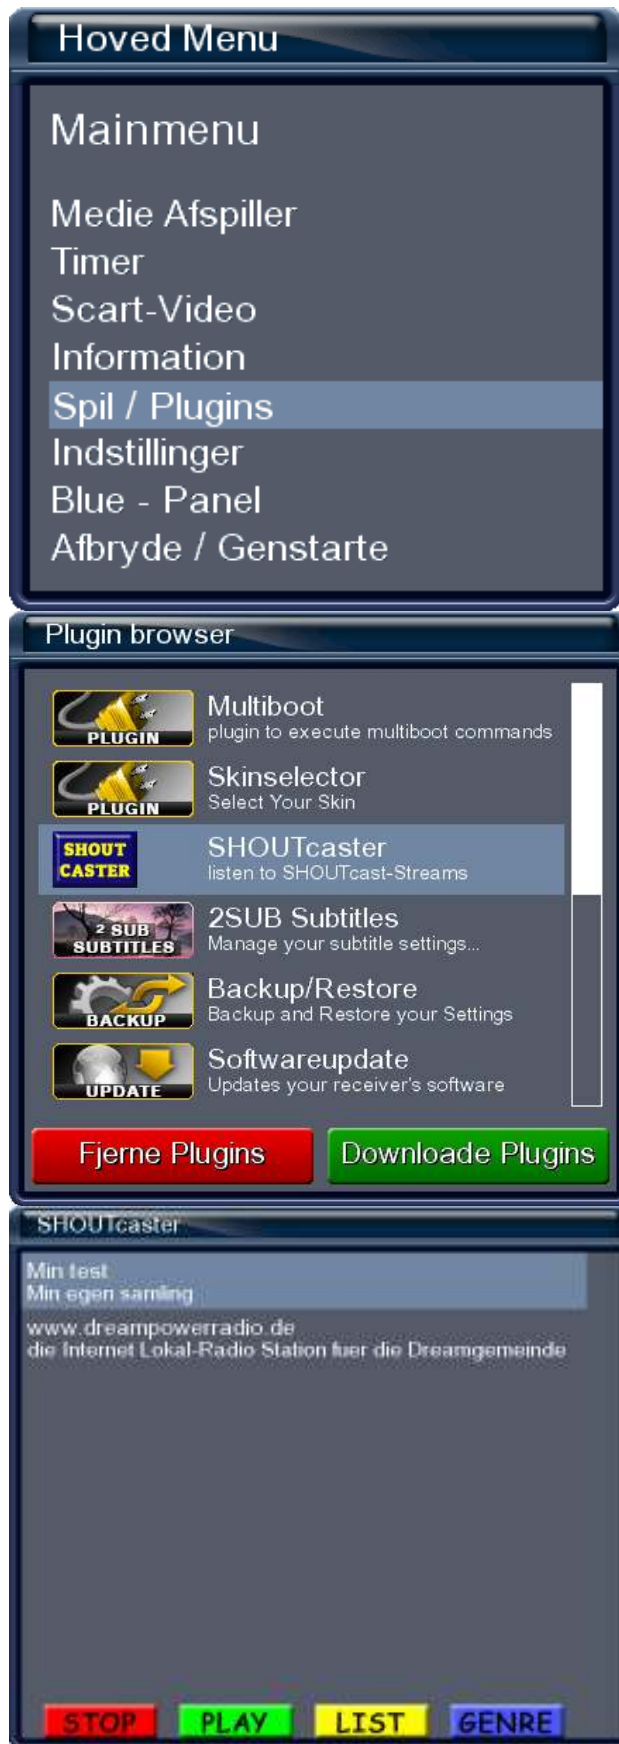 Hoved Menu
Mainmenu
Medie Afspiller
Timer
Scart-Video
Information
Spil / Plugins
Indstillinger
Blue - Panel
Afbryde / Genstarte
Plugin browser
PLUGIN
Multiboot
plugin to execute multiboot commands
PLUGIN
Skinselector
Select Your Skin
SHOUT
CASTER
SHOUTcaster
listen to SHOUTcast-Streams
2 SUB
SUBTITLES
2SUB Subtitles
Manage your subtitle settings...
BACKUP
Backup/Restore
Backup and Restore your Settings
UPDATE
Softwareupdate
Updates your receiver's software
Fjerne Plugins
Downloade Plugins
SHOUTcaster
Min test
Min egen samling
www.dreampowerradio.de
die Internet Lokal-Radio Station fuer die Dreamgemeinde
STOP
PLAY
LIST
GENRE